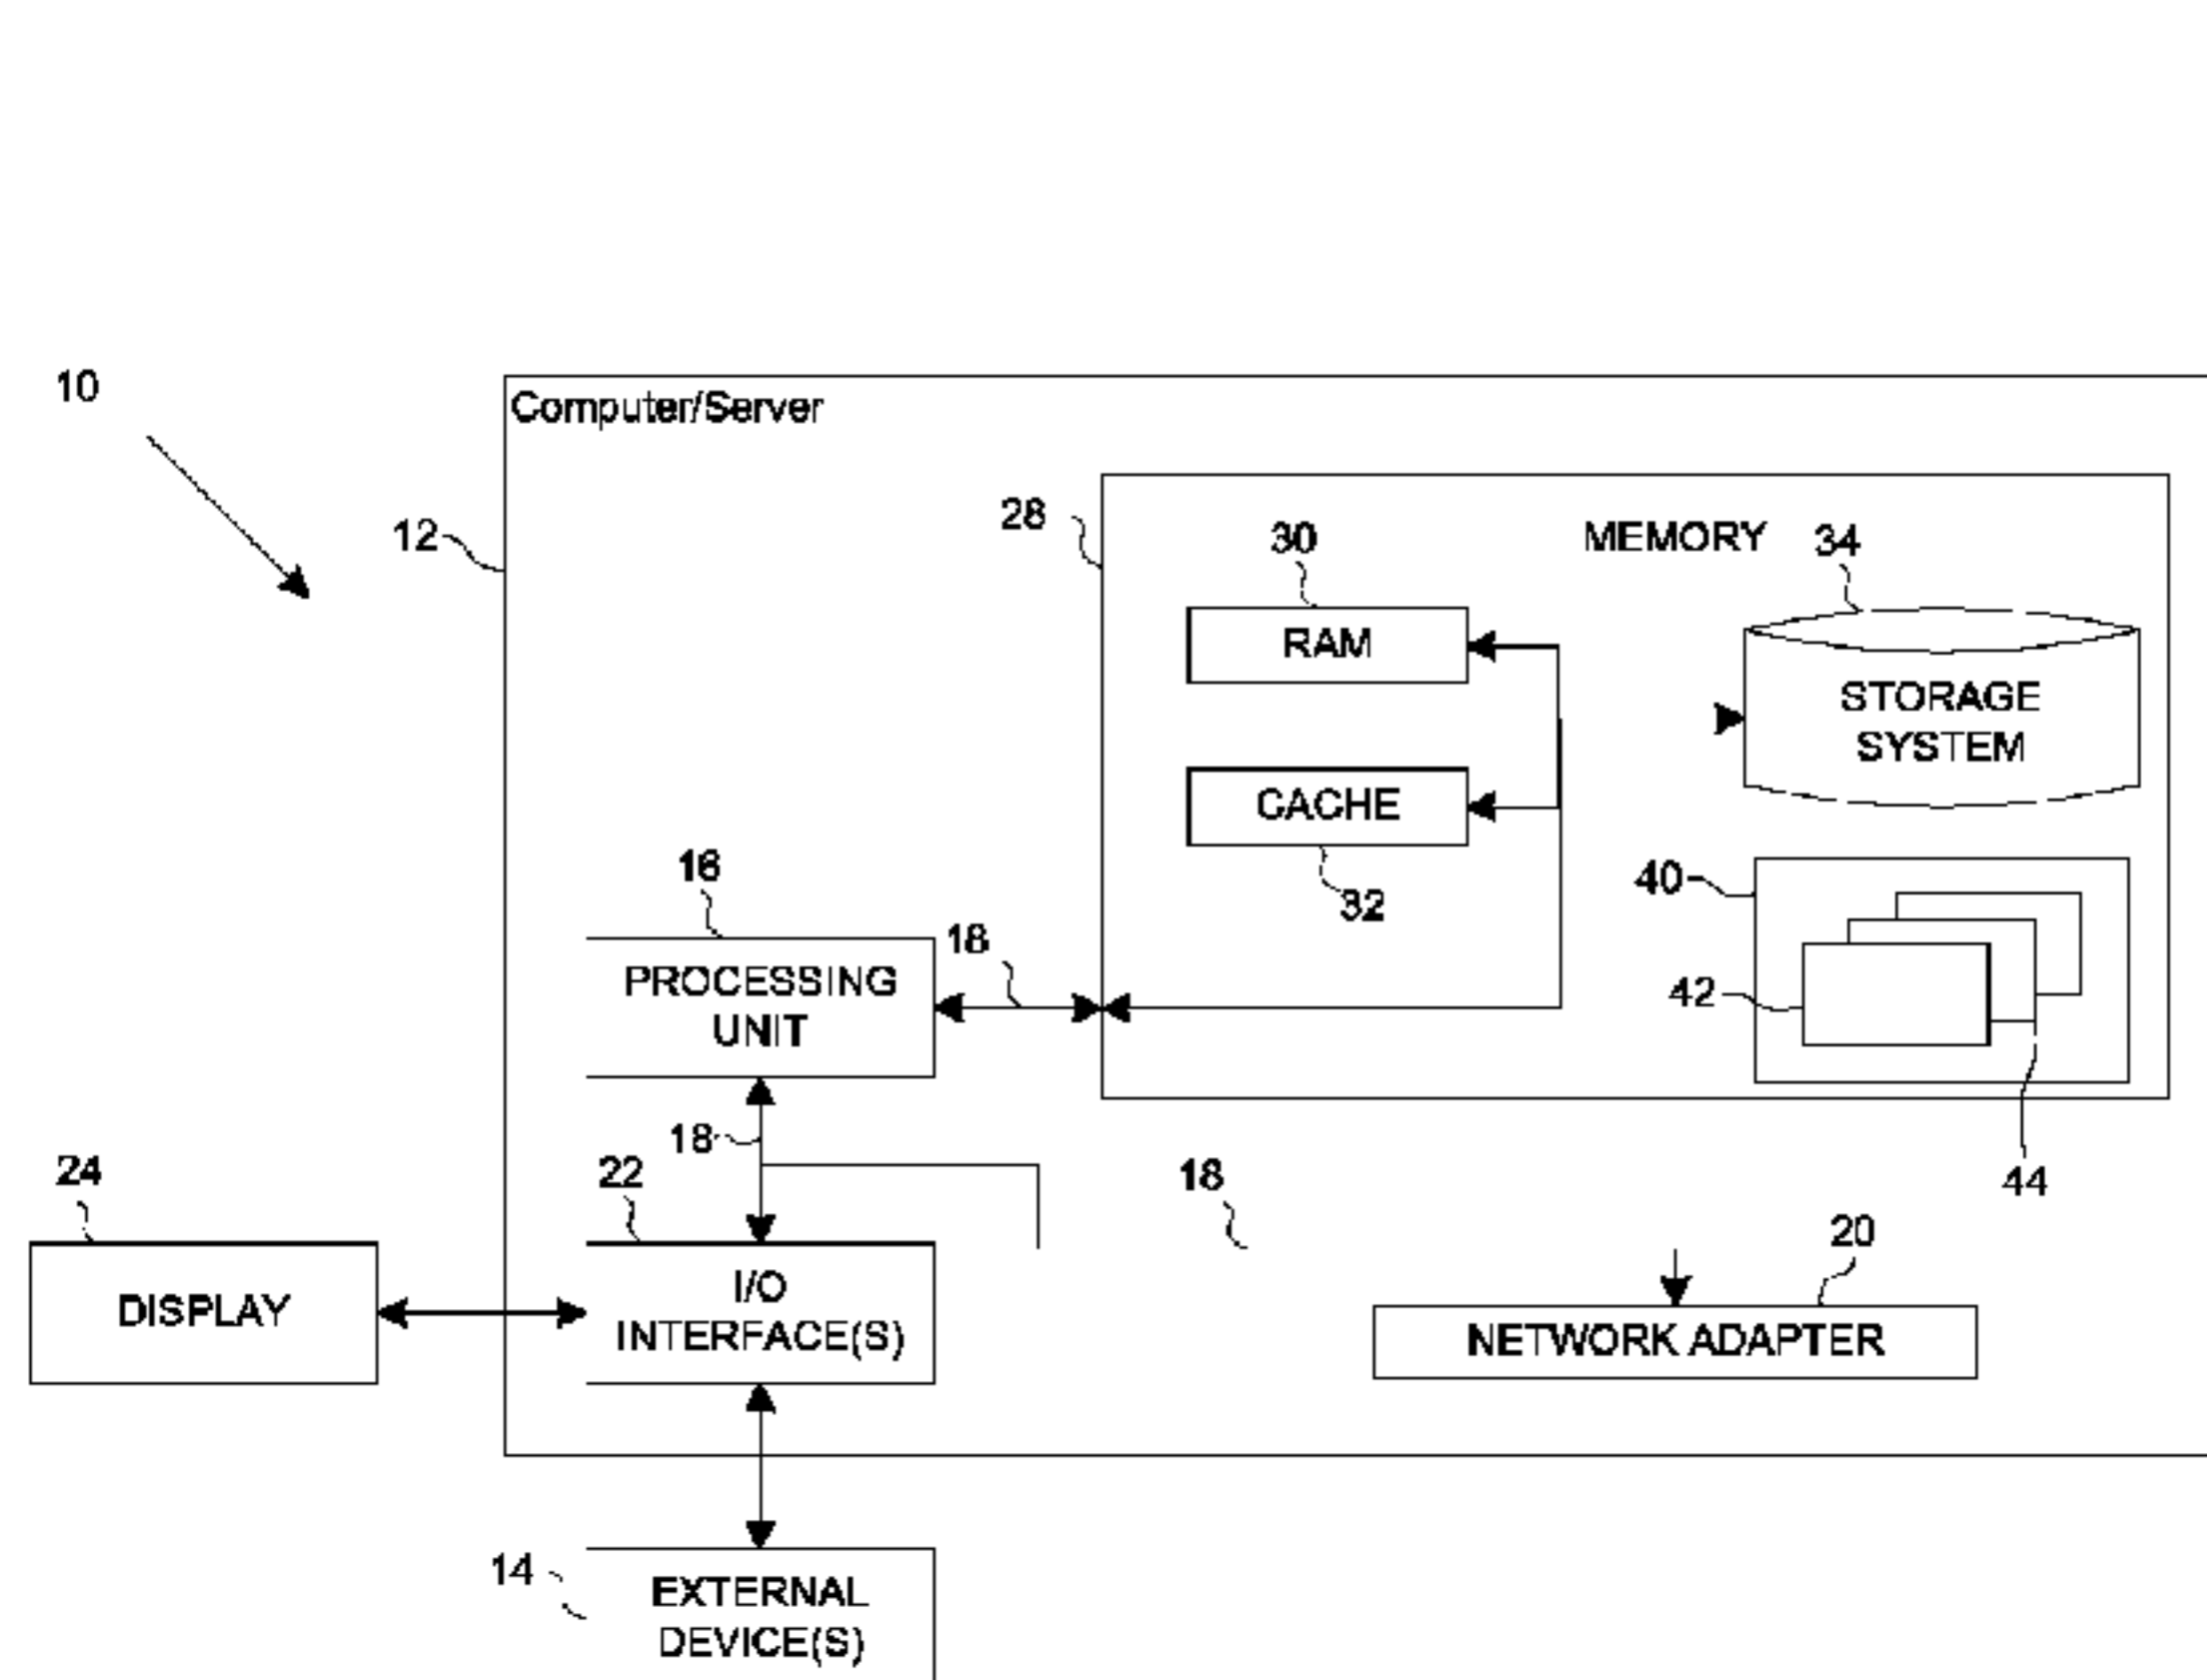 10
Computer/Server
12
28
MEMORY
30
34
RAM
STORAGE
SYSTEM
CACHE
32
16
40
18
PROCESSING
UNIT
42
18
44
24
22
18
20
DISPLAY
I/O
INTERFACE(S)
NETWORK ADAPTER
14
EXTERNAL
DEVICE(S)